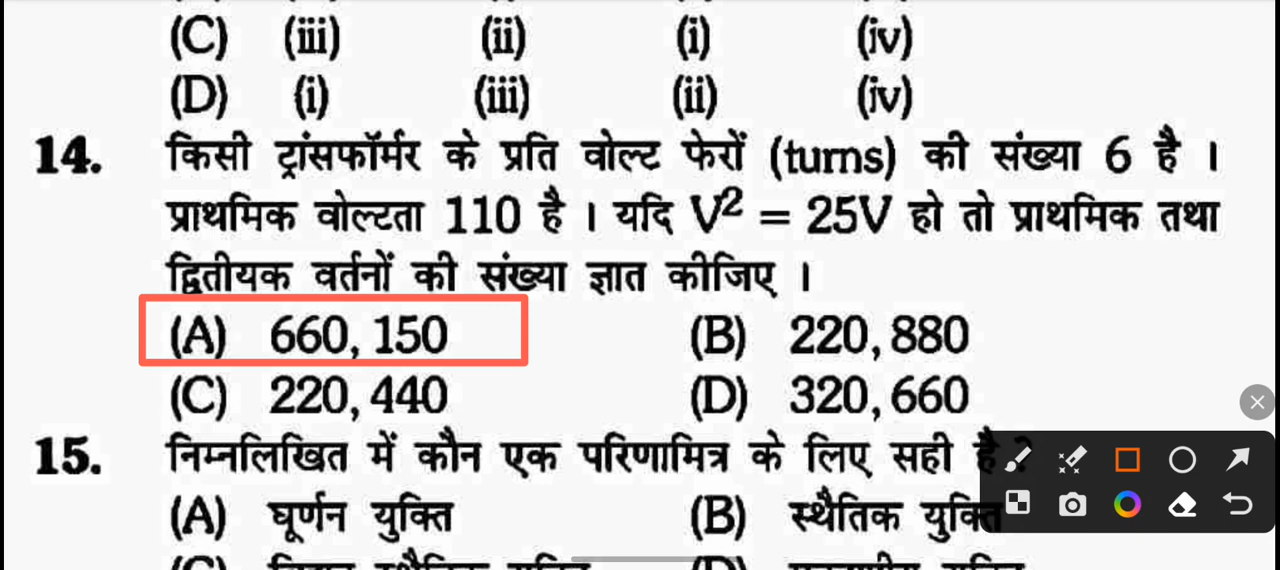 (C) (iii) (ii) (i) (iv)
(D) (i) (iii) (ii) (iv)
14. किसी ट्रांसफॉर्मर के प्रति वोल्ट फेरों (turns) की संख्या 6 है ।
प्राथमिक वोल्टता 110 है । यदि V² = 25V हो तो प्राथमिक तथा
द्वितीयक वर्तनों की संख्या ज्ञात कीजिए ।
(A) 660, 150 (B) 220, 880
(C) 220, 440 (D) 320, 660
15. निम्नलिखित में कौन एक परिणामित्र के लिए सही है ?
(A) घूर्णन युक्ति (B) स्थैतिक युक्ति